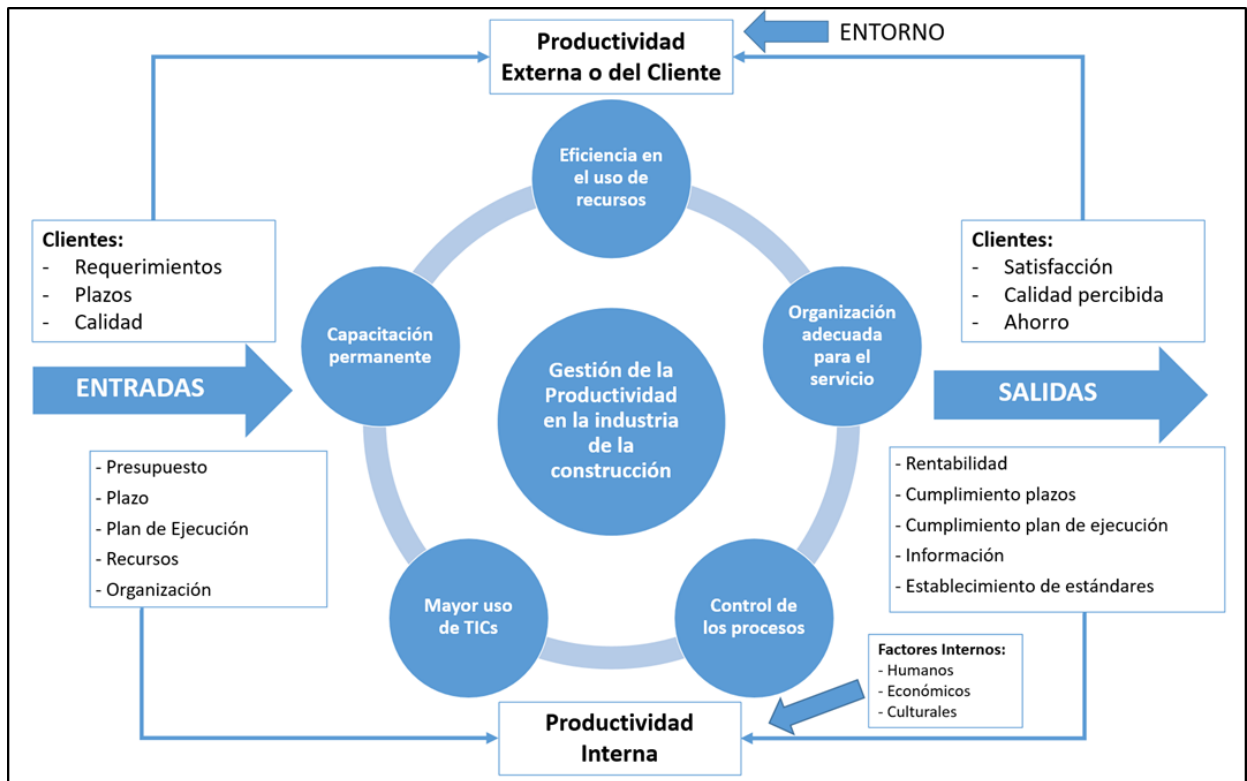 Productividad
Externa o del Cliente
ENTORNO
Eficiencia en
el uso de
recursos
Clientes:
- Requerimientos
- Plazos
- Calidad
Clientes:
- Satisfacción
- Calidad percibida
- Ahorro
Capacitación
permanente
Organización
adecuada
para el
servicio
ENTRADAS
Gestión de la
Productividad
en la industria
de la
construcción
SALIDAS
- Presupuesto
- Plazo
- Plan de Ejecución
- Recursos
- Organización
- Rentabilidad
- Cumplimiento plazos
- Cumplimiento plan de ejecución
- Información
- Establecimiento de estándares
Mayor uso
de TICs
Control de
los procesos
Factores Internos:
- Humanos
- Económicos
- Culturales
Productividad
Interna